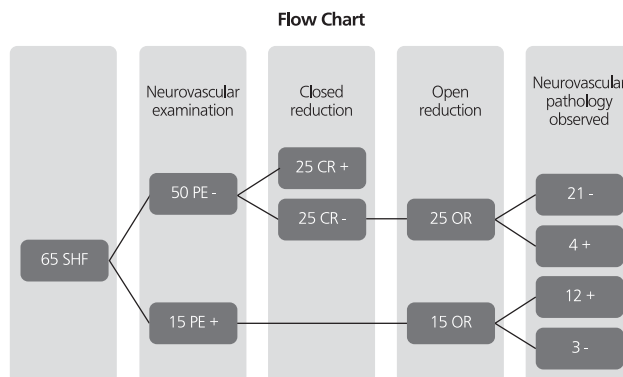 Flow Chart
Neurovascular
examination
Closed
reduction
Open
reduction
Neurovascular
pathology
observed
65 SHF
50 PE -
15 PE +
25 CR +
25 CR -
25 OR
15 OR
21 -
4 +
12 +
3 -